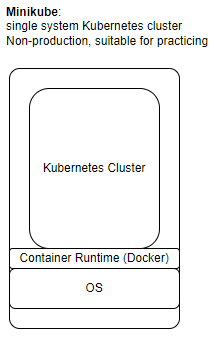 Minikube:
single system Kubernetes cluster
Non-production, suitable for practicing
Kubernetes Cluster
Container Runtime (Docker)
OS